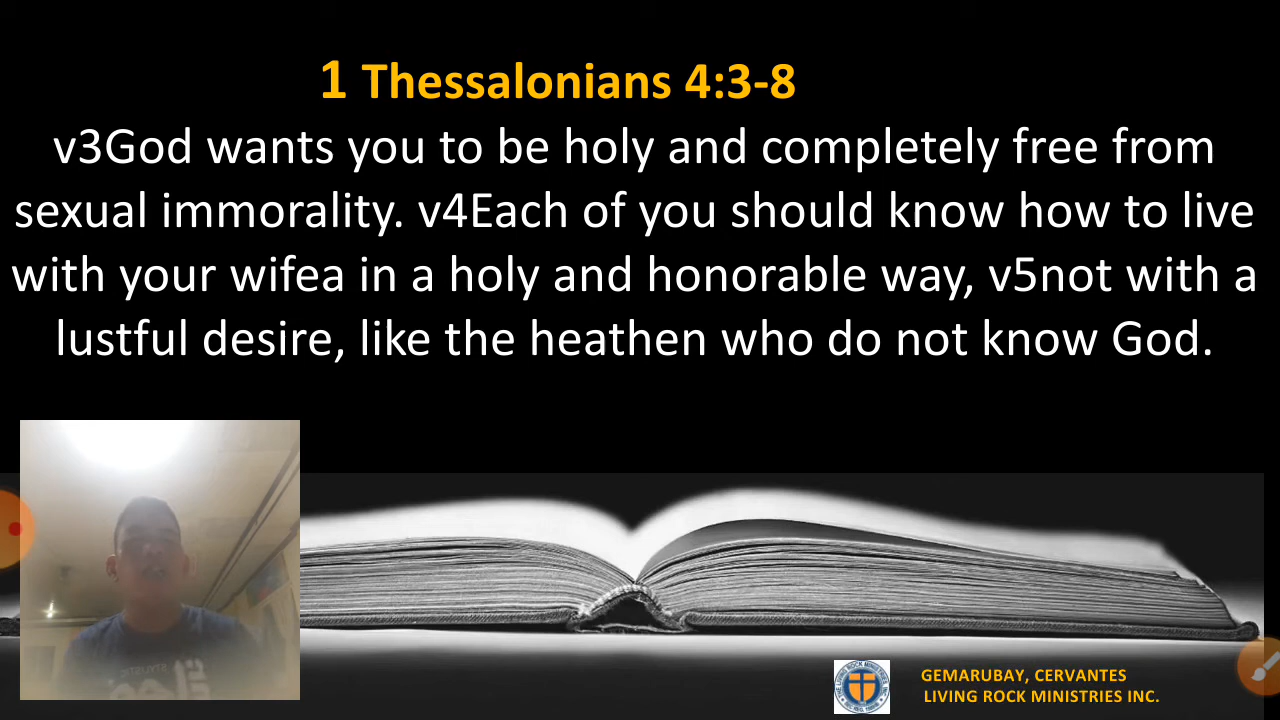 1 Thessalonians 4:3-8
v3God wants you to be holy and completely free from
sexual immorality. v4Each of you should know how to live
with your wifea in a holy and honorable way, v5not with a
lustful desire, like the heathen who do not know God.
GEMARUBAY, CERVANTES
LIVING ROCK MINISTRIES INC.